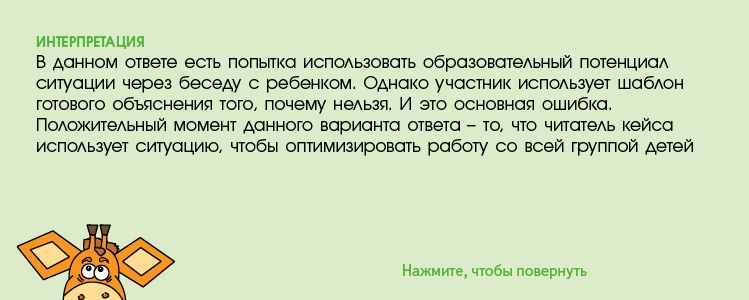 ИНТЕРПРЕТАЦИЯ
В данном ответе есть попытка использовать образовательный потенциал
ситуации через беседу с ребенком. Однако участник использует шаблон
готового объяснения того, почему нельзя. И это основная ошибка.
Положительный момент данного варианта ответа – то, что читатель кейса
использует ситуацию, чтобы оптимизировать работу со всей группой детей
Нажмите, чтобы повернуть